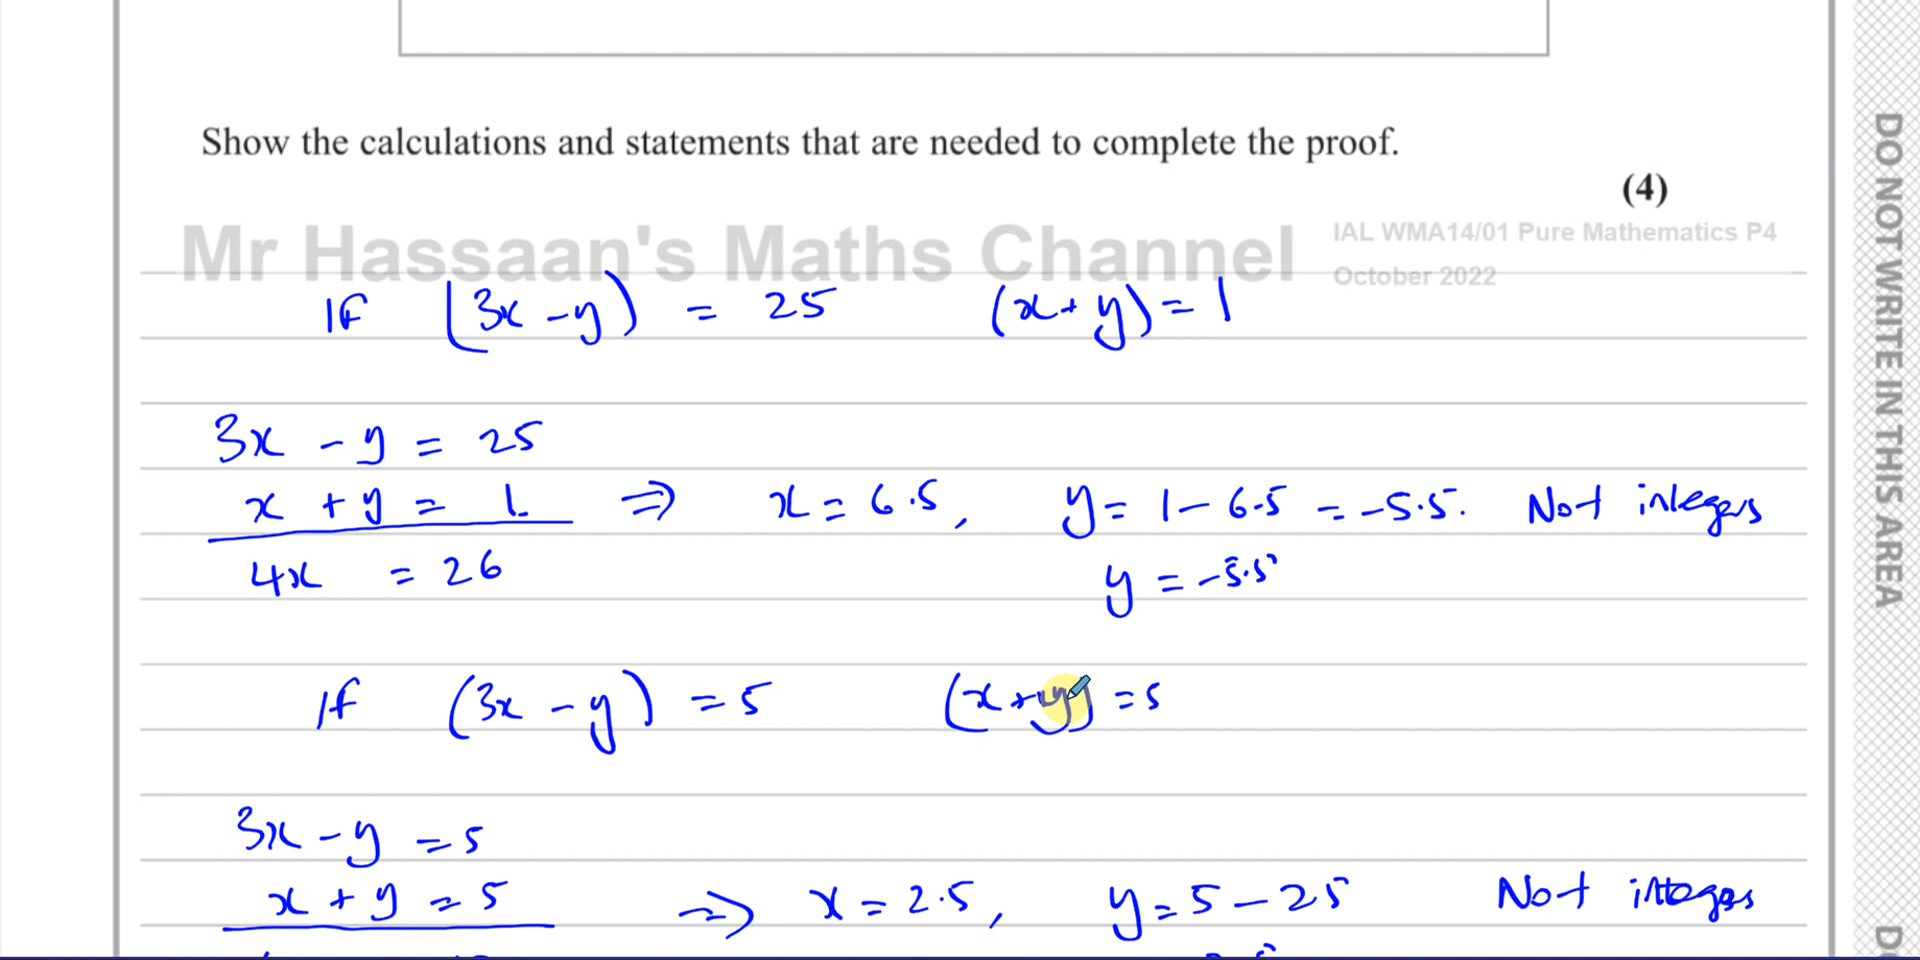 Show the calculations and statements that are needed to complete the proof.
(4)
Mr Hassaan's Maths Channel
IAL WMA14/01 Pure Mathematics P4
October 2022
If (3x - y) = 25 (x + y) = 1
3x - y = 25
x + y = 1 ⇒ x = 6.5, y = 1 - 6.5 = -5.5. Not integers
4x = 26 y = -5.5
If (3x - y) = 5 (x + y) = 5
3x - y = 5
x + y = 5 ⇒ x = 2.5, y = 5 - 25 Not integers
DO NOT WRITE IN THIS AREA